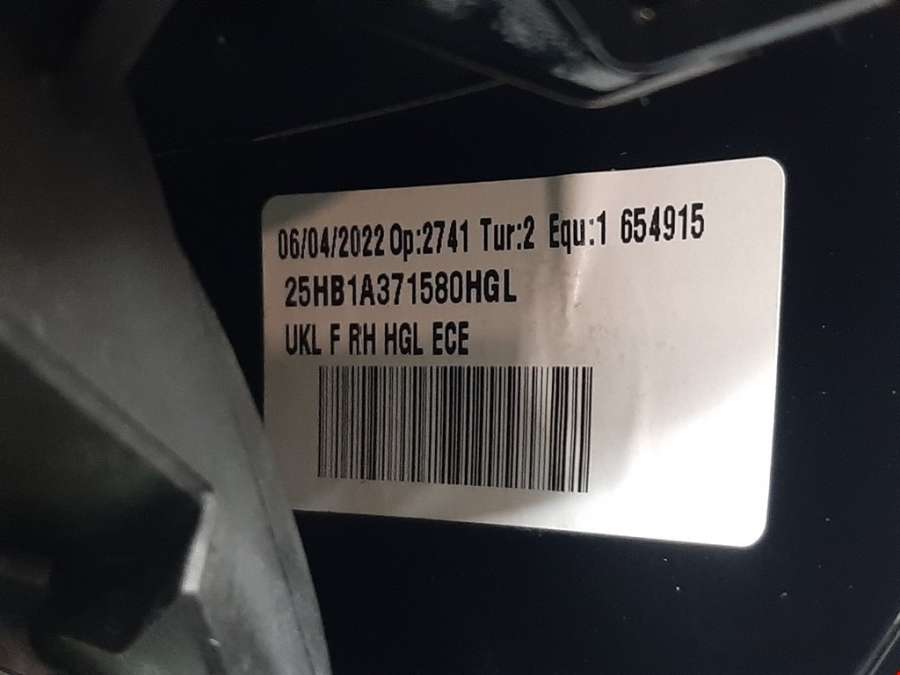 06/04/2022 Op:2741 Tur:2 Equ:1 654915
25HB1A371580HGL
UKL F RH HGL ECE